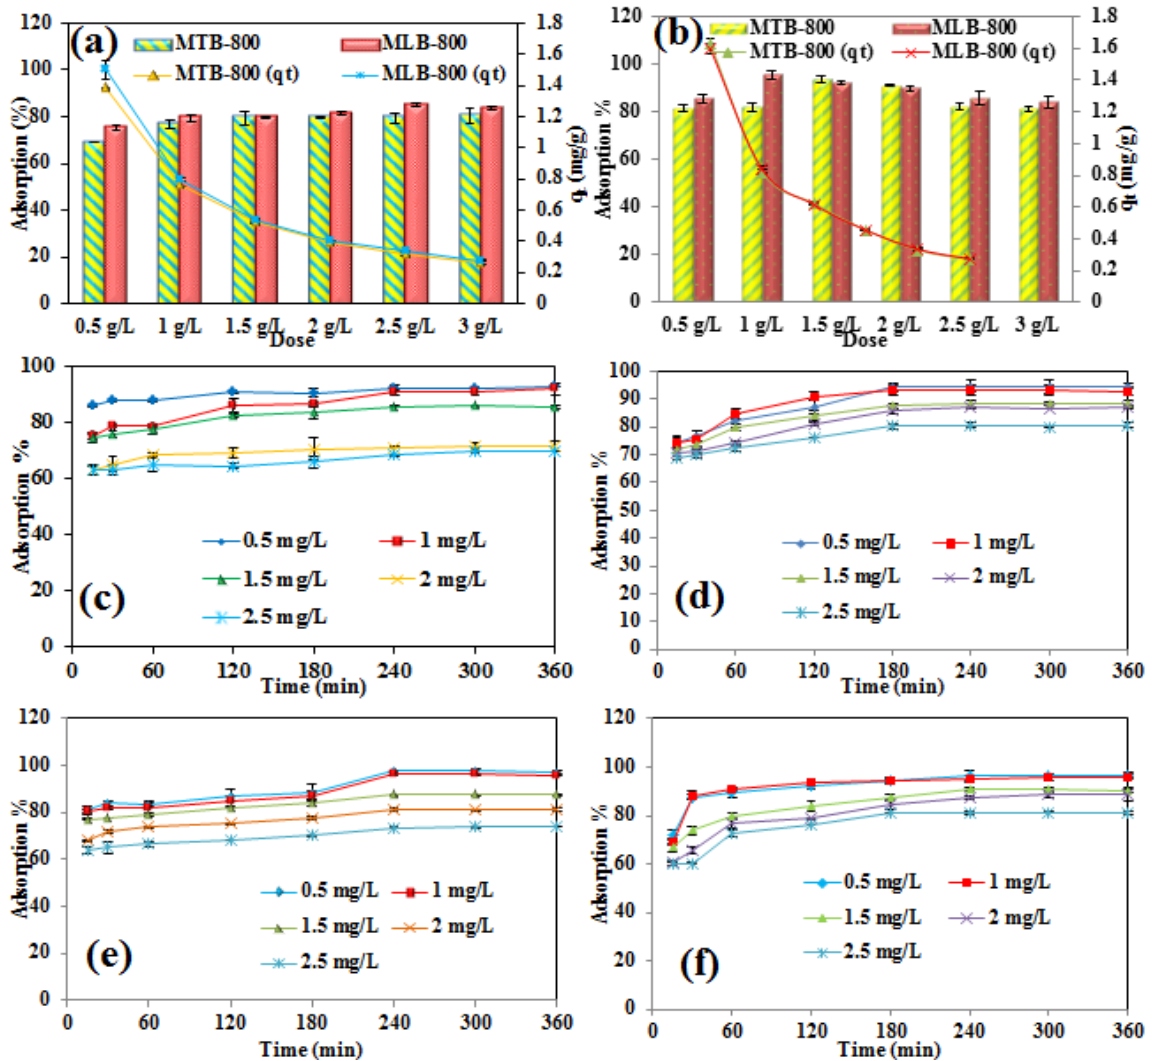 (a)
MTB-800 MLB-800
MTB-800 (qt) MLB-800 (qt)
Adsorption (%)
120
100
80
60
40
20
0
1.8
1.6
1.4
1.2
1
0.8
0.6
0.4
0.2
0
(mg/g)
0.5 g/L 1 g/L 1.5 g/L 2 g/L 2.5 g/L 3 g/L
Dose
(b)
MTB-800 MLB-800
MTB-800 (qt) MLB-800 (qt)
Adsorption %
120
100
80
60
40
20
0
1.8
1.6
1.4
1.2
1
0.8
0.6
0.4
0.2
0
qt (mg/g)
0.5 g/L 1 g/L 1.5 g/L 2 g/L 2.5 g/L 3 g/L
Dose
Adsorption %
100
80
60
40
20
0
0.5 mg/L 1 mg/L
1.5 mg/L 2 mg/L
2.5 mg/L
(c)
0 60 120 180 240 300 360
Time (min)
Adsorption %
100
90
80
70
60
50
40
30
20
10
0
0.5 mg/L 1 mg/L
1.5 mg/L 2 mg/L
2.5 mg/L
(d)
0 60 120 180 240 300 360
Time (min)
Adsorption %
120
100
80
60
40
20
0
0.5 mg/L 1 mg/L
1.5 mg/L 2 mg/L
2.5 mg/L
(e)
0 60 120 180 240 300 360
Time (min)
Adsorption %
120
100
80
60
40
20
0
0.5 mg/L 1 mg/L
1.5 mg/L 2 mg/L
2.5 mg/L
(f)
0 60 120 180 240 300 360
Time (min)